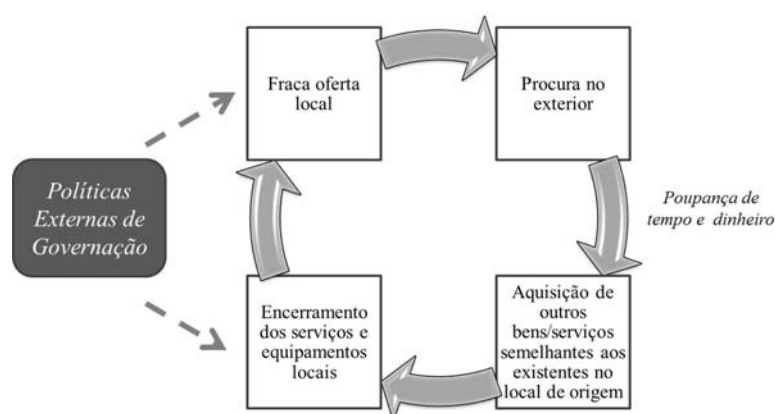 Fraca oferta
local
Procura no
exterior
Políticas
Externas de
Governação
Poupança de
tempo e dinheiro
Encerramento
dos serviços e
equipamentos
locais
Aquisição de
outros
bens/serviços
semelhantes aos
existentes no
local de origem